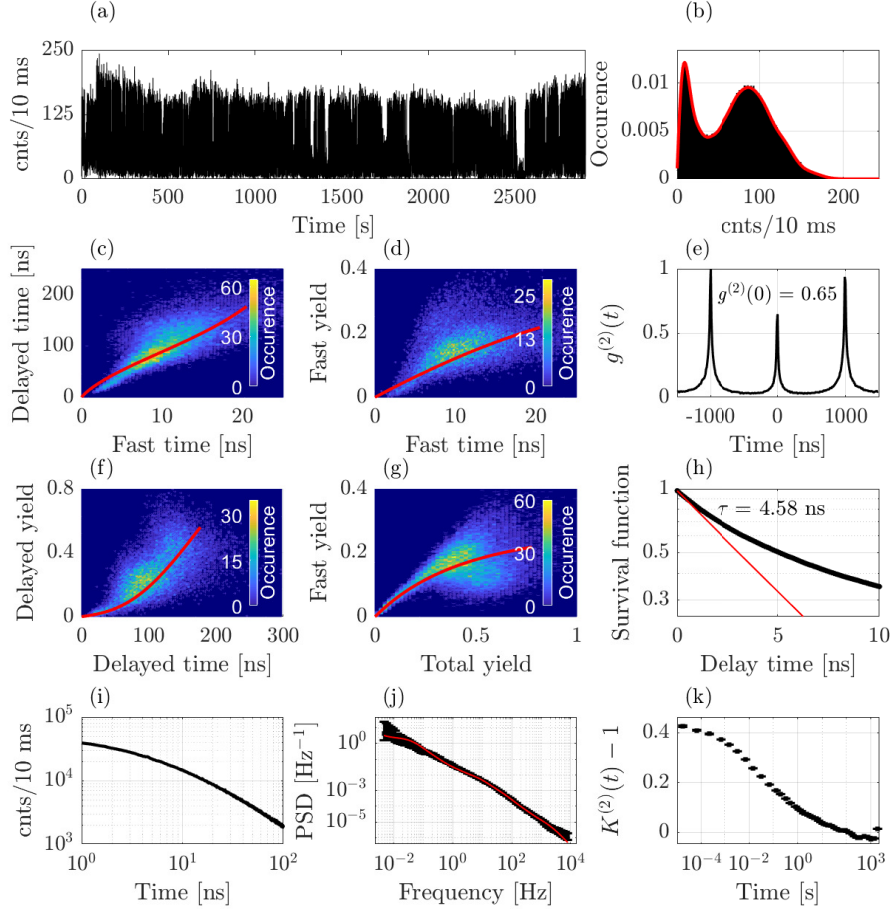 (a)
250
125
0
cnts/10 ms
0 500 1000 1500 2000 2500
Time [s]
(b)
0.01
0.005
0
Occurence
0 100 200
cnts/10 ms
(c)
200
100
0
Delayed time [ns]
0 10 20
Fast time [ns]
60
30
0
Occurence
(d)
0.4
0.2
0
Fast yield
0 10 20
Fast time [ns]
25
13
0
Occurence
(e)
1
0.5
0
g(2)(t)
g(2)(0) = 0.65
-1000 0 1000
Time [ns]
(f)
0.8
0.4
0
Delayed yield
0 100 200 300
Delayed time [ns]
30
15
0
Occurence
(g)
0.4
0.2
0
Fast yield
0 0.5 1
Total yield
60
30
0
Occurence
(h)
1
0.5
0.3
Survival function
τ = 4.58 ns
0 5 10
Delay time [ns]
(i)
10^5
10^4
10^3
cnts/10 ms
10^0 10^1 10^2
Time [ns]
(j)
10^0
10^-3
10^-5
PSD [Hz^-1]
10^-2 10^0 10^2 10^4
Frequency [Hz]
(k)
0.4
0.2
0
K(2)(t) − 1
10^-4 10^-2 10^0 10^3
Time [s]